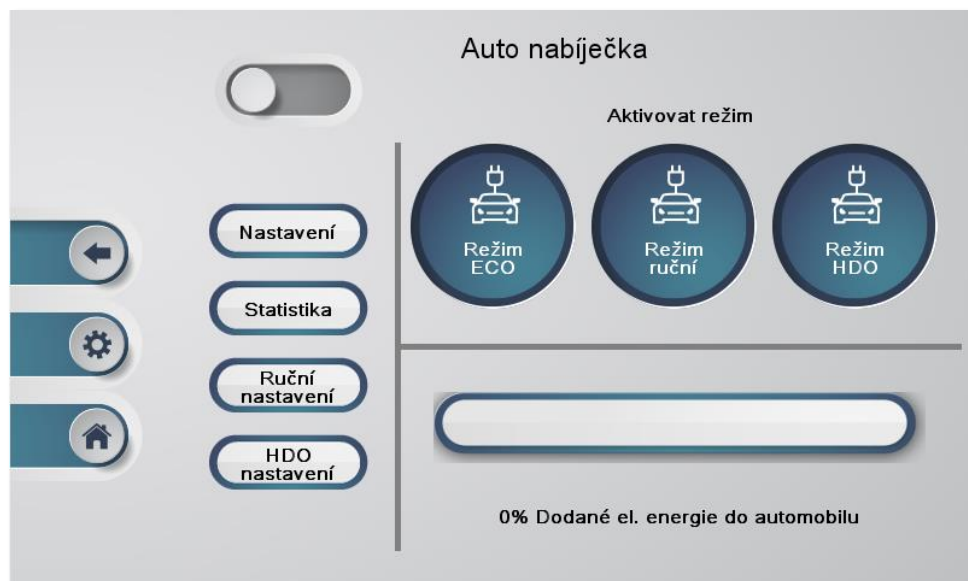 Auto nabíječka
Aktivovat režim
Režim
ECO
Režim
ruční
Režim
HDO
Nastavení
Statistika
Ruční
nastavení
HDO
nastavení
0% Dodané el. energie do automobilu